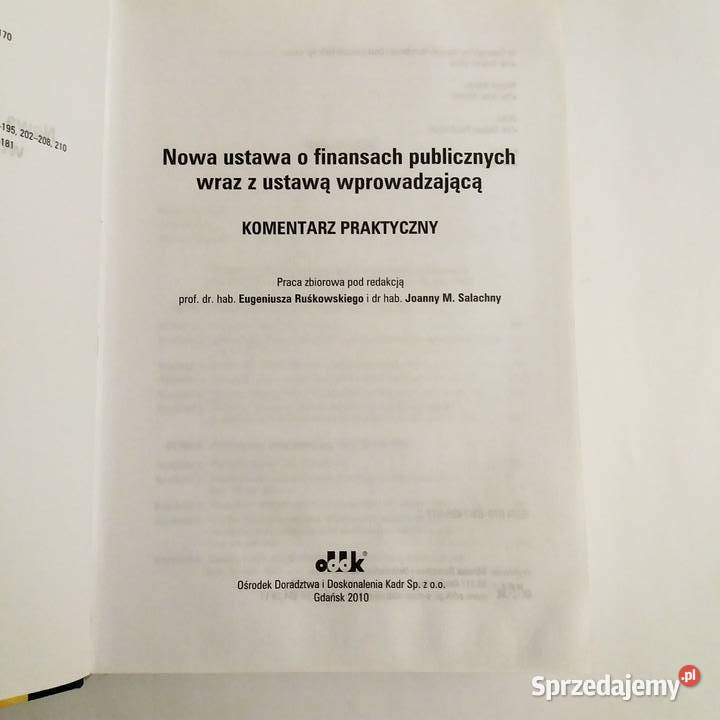 170
-195, 202–208, 210
181
Nowa ustawa o finansach publicznych
wraz z ustawą wprowadzającą
KOMENTARZ PRAKTYCZNY
Praca zbiorowa pod redakcją
prof. dr. hab. Eugeniusza Ruśkowskiego i dr hab. Joanny M. Salachny
oddk®
Ośrodek Doradztwa i Doskonalenia Kadr Sp. z o.o.
Gdańsk 2010
Sprzedajemy.pl